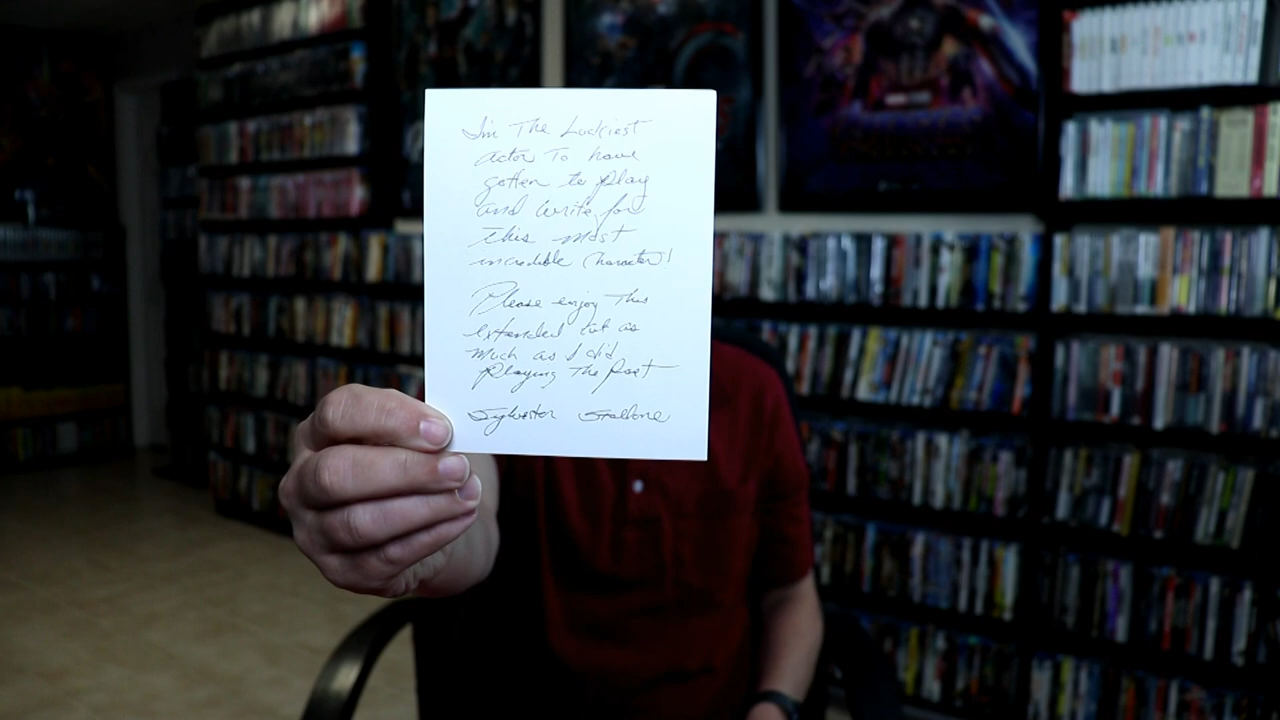 I'm The Luckiest
actor To have
gotten to play
and write for
this most
incredible Character!
Please enjoy This
extended cut as
much as I did
playing The Part
Sylvester Stallone